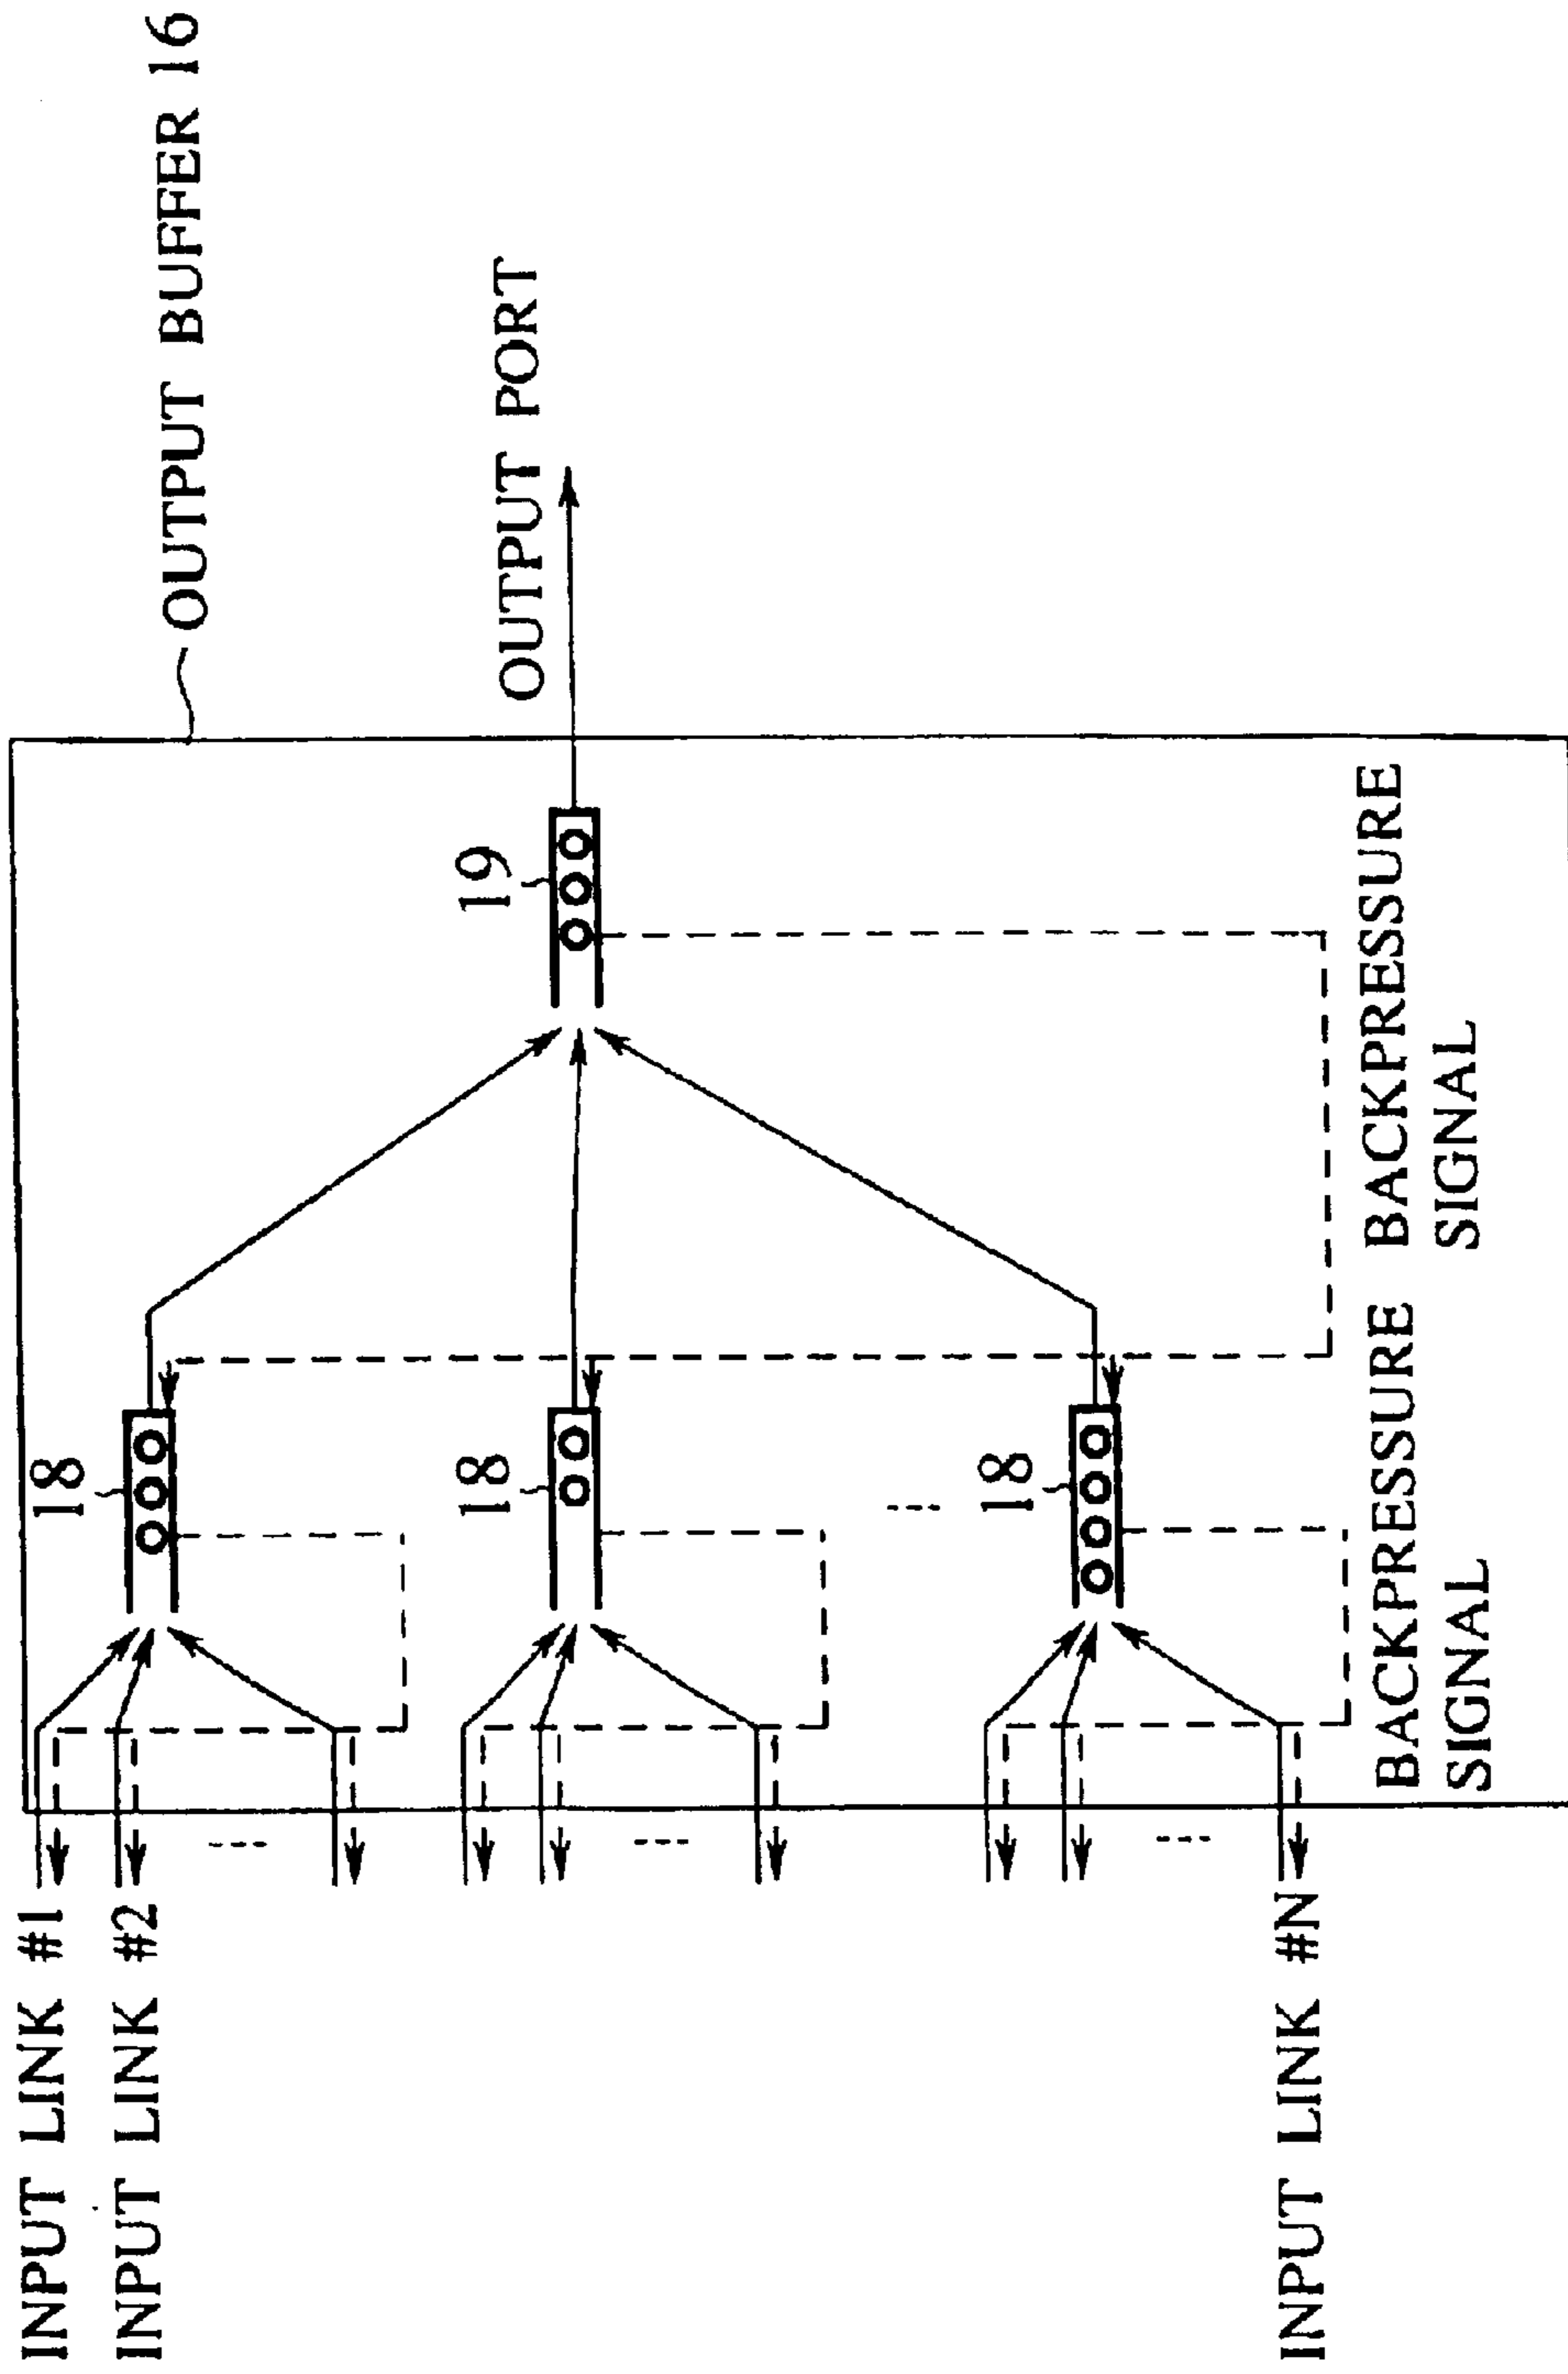 OUTPUT BUFFER 16
OUTPUT PORT
INPUT LINK #1
INPUT LINK #2
INPUT LINK #N
18
18
18
19
BACKPRESSURE
SIGNAL
BACKPRESSURE
SIGNAL